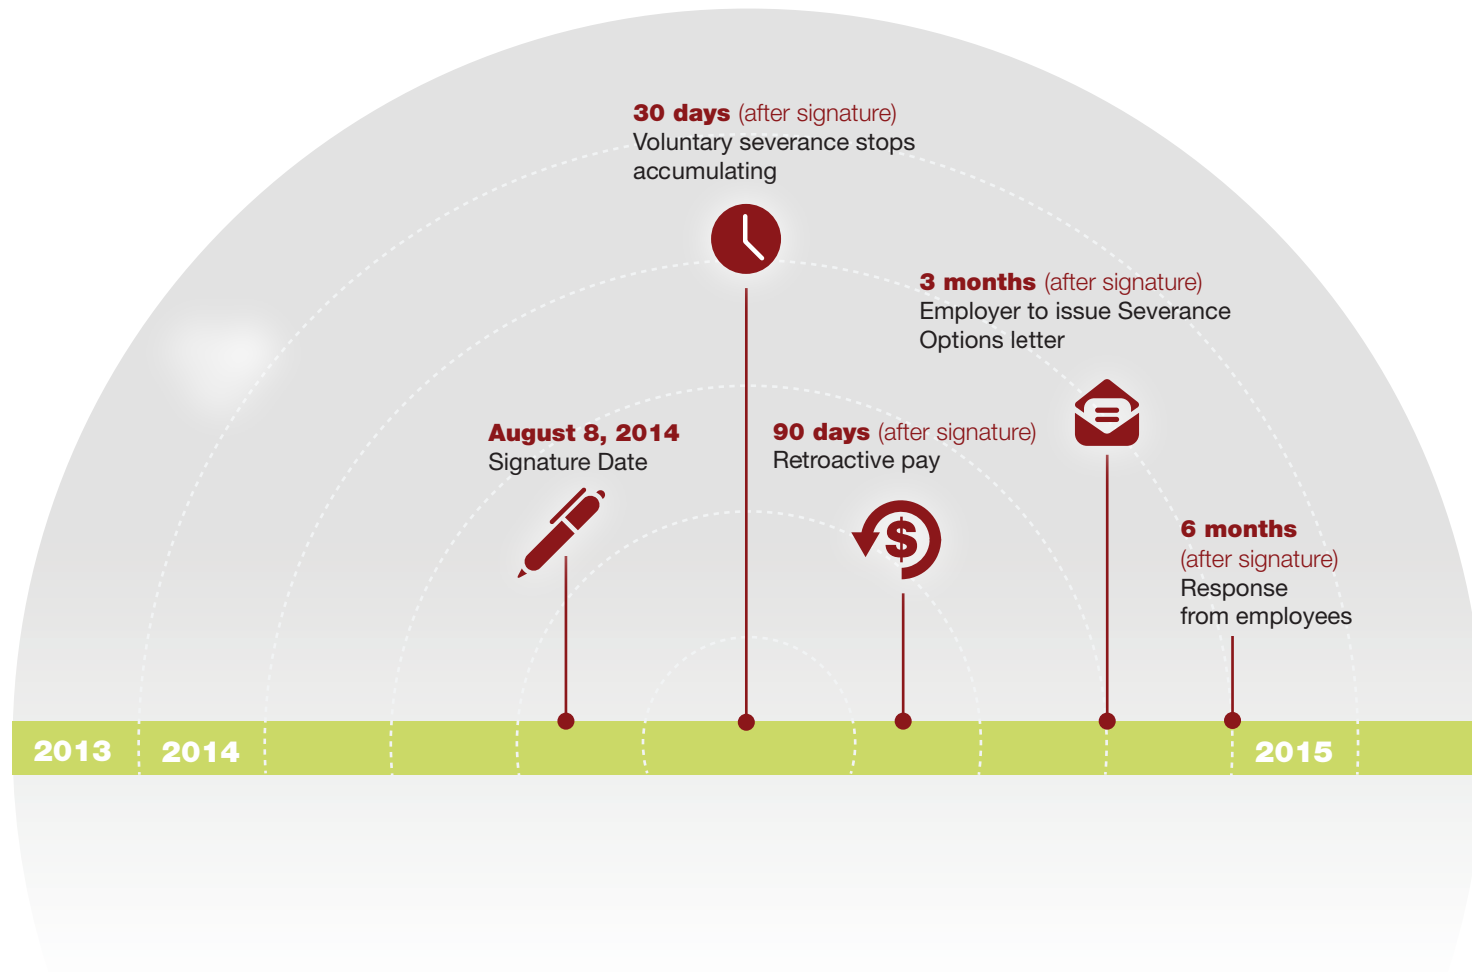 30 days (after signature)
Voluntary severance stops
accumulating
3 months (after signature)
Employer to issue Severance
Options letter
August 8, 2014
Signature Date
90 days (after signature)
Retroactive pay
$
6 months
(after signature)
Response
from employees
2013
2014
2015